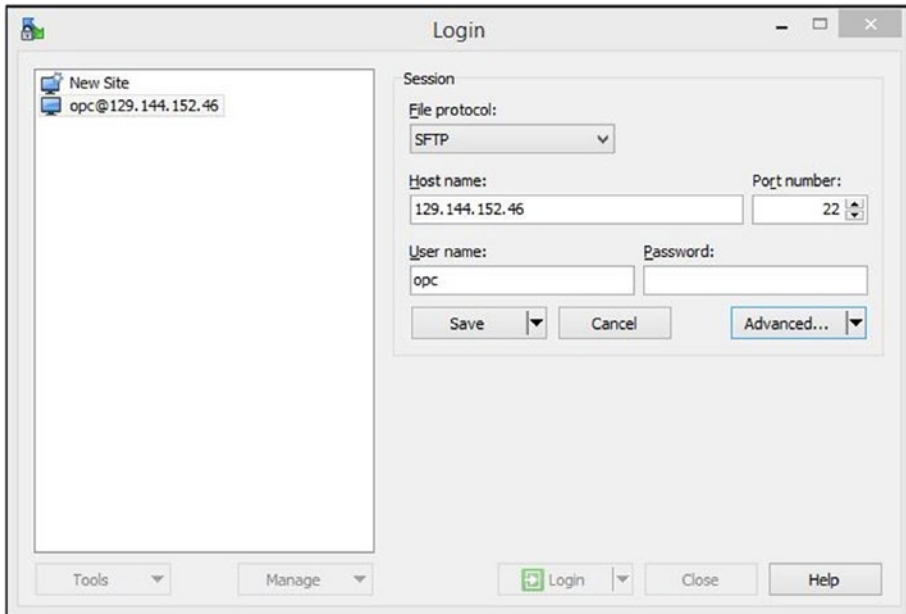 Login
New Site
opc@129.144.152.46
Session
File protocol:
SFTP
Host name:
Port number:
129.144.152.46
22
User name:
Password:
opc
Save
Cancel
Advanced...
Tools
Manage
Login
Close
Help